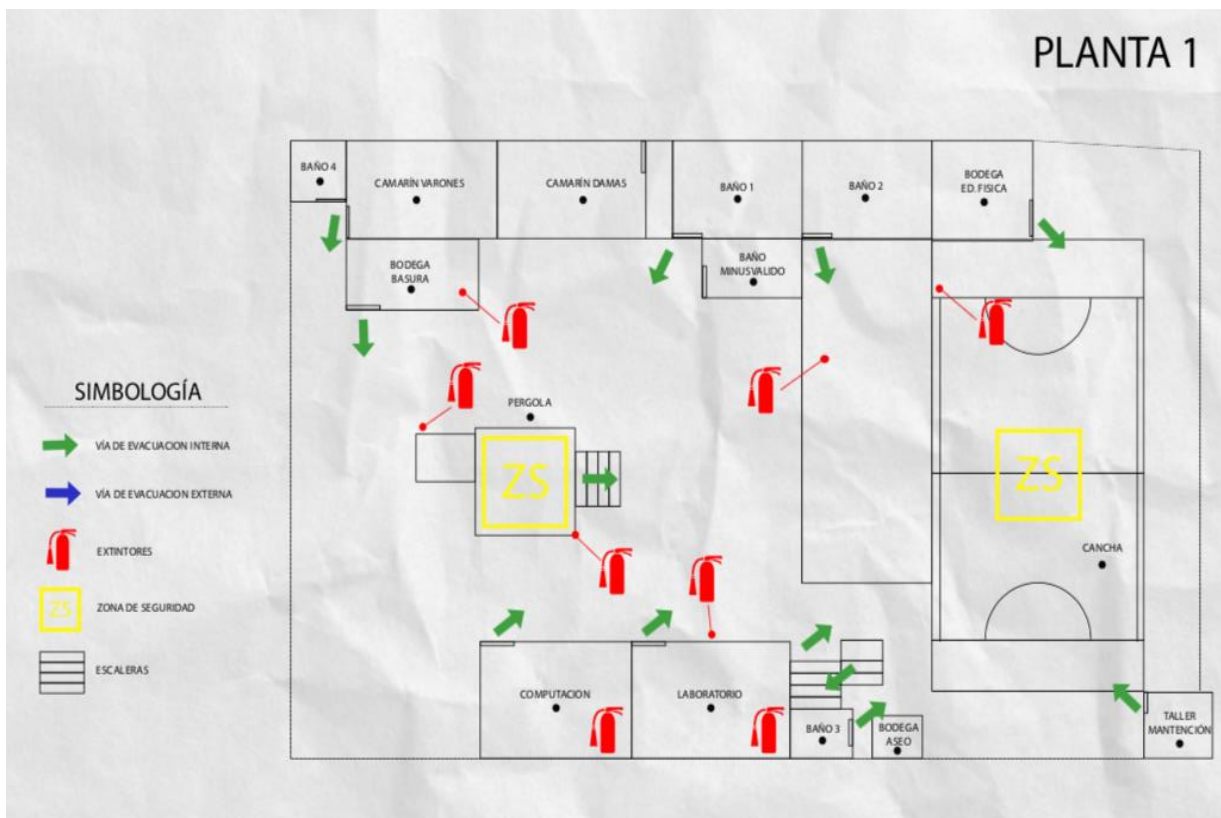 PLANTA 1
BAÑO 4
CAMARÍN VARONES
CAMARÍN DAMAS
BAÑO 1
BAÑO 2
BODEGA
ED. FISICA
BODEGA
BASURA
BAÑO
MINUSVALIDO
SIMBOLOGÍA
VÍA DE EVACUACION INTERNA
VÍA DE EVACUACION EXTERNA
EXTINTORES
ZS
ZONA DE SEGURIDAD
ESCALERAS
PERGOLA
ZS
ZS
CANCHA
COMPUTACION
LABORATORIO
BAÑO 3
BODEGA
ASEO
TALLER
MANTENCIÓN